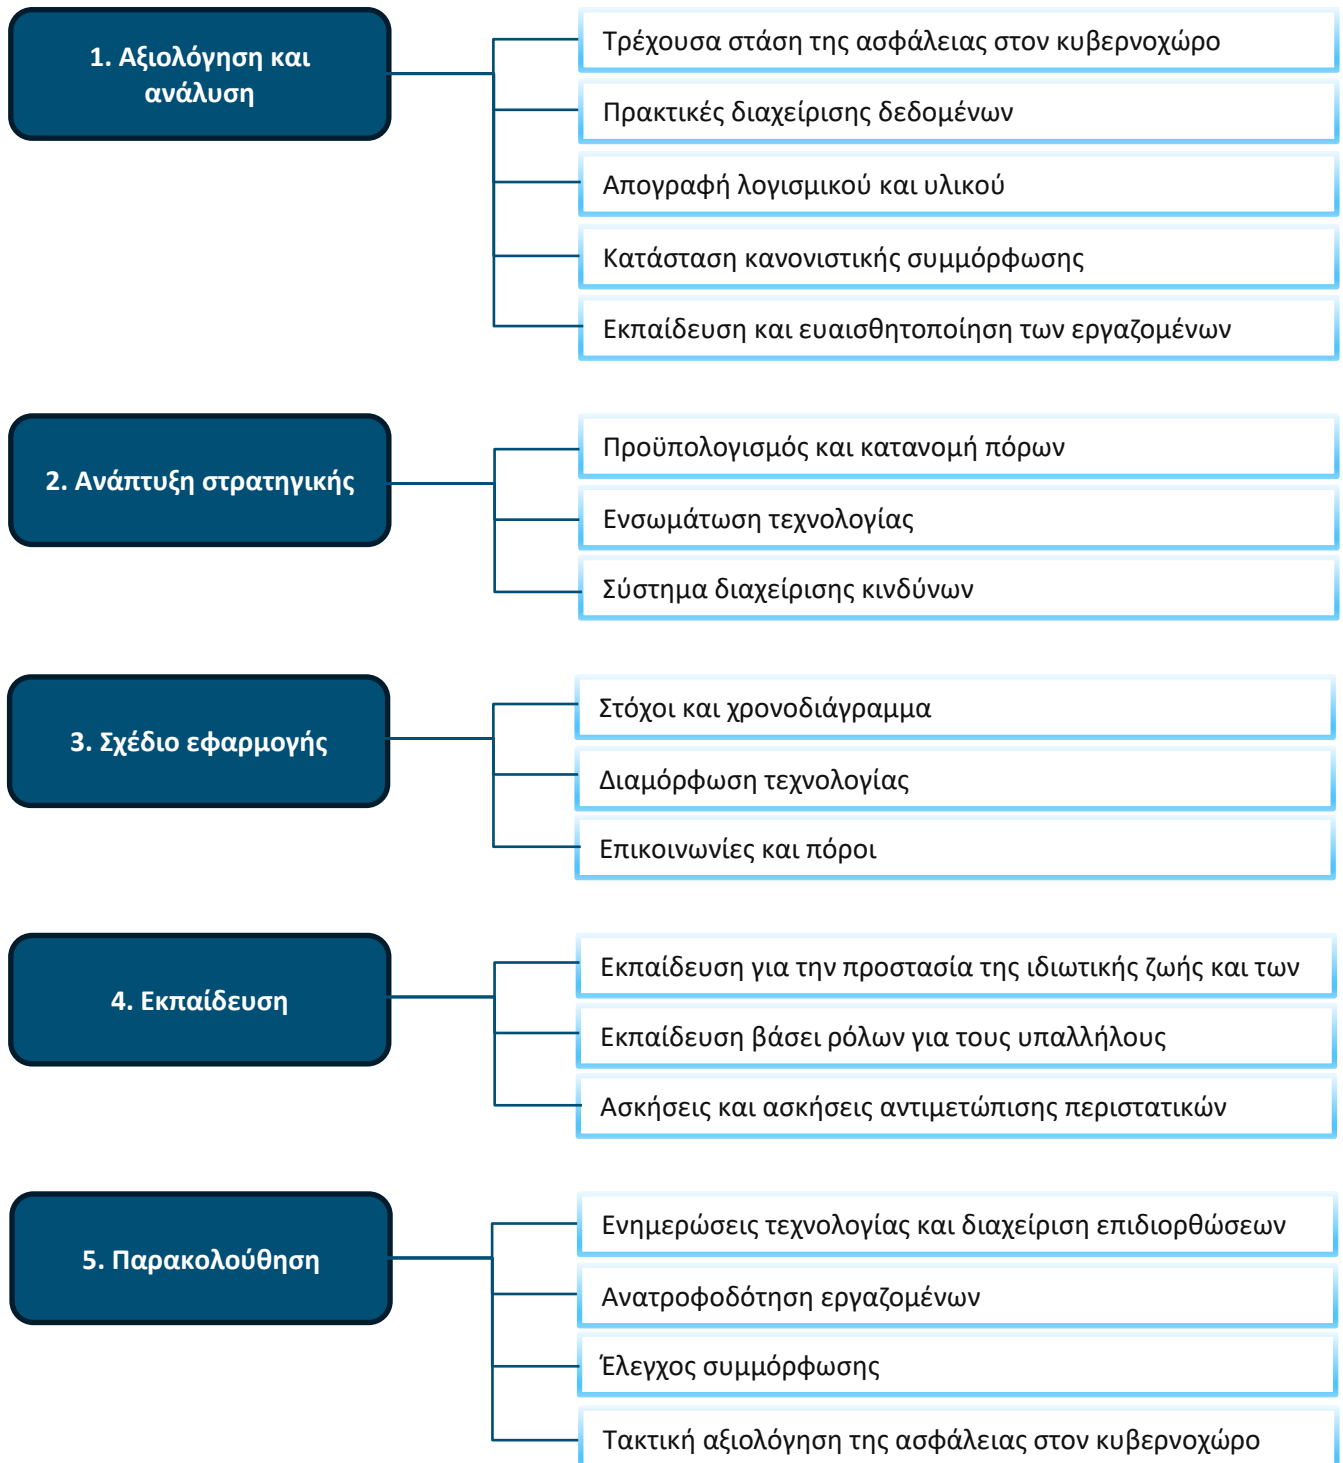 1. Αξιολόγηση και
ανάλυση
Τρέχουσα στάση της ασφάλειας στον κυβερνοχώρο
Πρακτικές διαχείρισης δεδομένων
Απογραφή λογισμικού και υλικού
Κατάσταση κανονιστικής συμμόρφωσης
Εκπαίδευση και ευαισθητοποίηση των εργαζομένων
2. Ανάπτυξη στρατηγικής
Προϋπολογισμός και κατανομή πόρων
Ενσωμάτωση τεχνολογίας
Σύστημα διαχείρισης κινδύνων
3. Σχέδιο εφαρμογής
Στόχοι και χρονοδιάγραμμα
Διαμόρφωση τεχνολογίας
Επικοινωνίες και πόροι
4. Εκπαίδευση
Εκπαίδευση για την προστασία της ιδιωτικής ζωής και των
Εκπαίδευση βάσει ρόλων για τους υπαλλήλους
Ασκήσεις και ασκήσεις αντιμετώπισης περιστατικών
5. Παρακολούθηση
Ενημερώσεις τεχνολογίας και διαχείριση επιδιορθώσεων
Ανατροφοδότηση εργαζομένων
Έλεγχος συμμόρφωσης
Τακτική αξιολόγηση της ασφάλειας στον κυβερνοχώρο